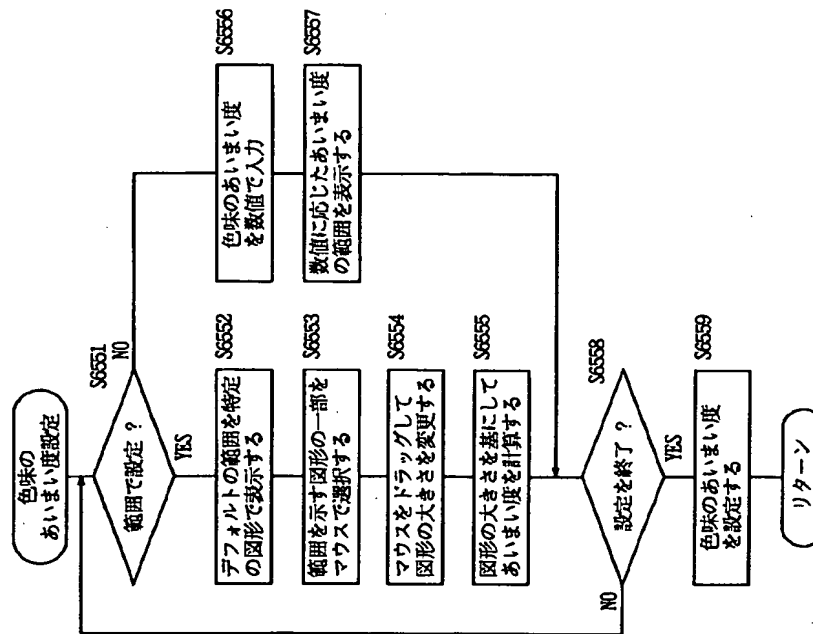 色味の
あいまい度設定
S6551
範囲で設定？
NO
YES
S6552
デフォルトの範囲を特定
の図形で表示する
S6553
範囲を示す図形の一部を
マウスで選択する
S6554
マウスをドラッグして
図形の大きさを変更する
S6555
図形の大きさを基にして
あいまい度を計算する
S6556
色味のあいまい度
を数値で入力
S6557
数値に応じたあいまい度
の範囲を表示する
S6558
設定を終了？
NO
YES
S6559
色味のあいまい度
を設定する
リターン